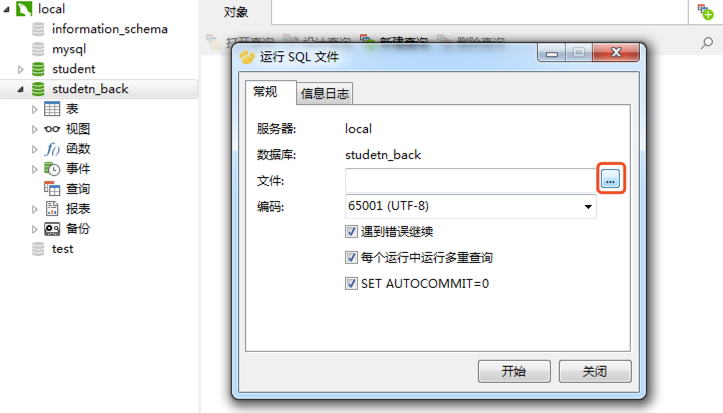 local
information_schema
mysql
student
studetn_back
表
视图
函数
事件
查询
报表
备份
test
对象
打开查询 设计查询 新建查询 删除查询
运行 SQL 文件
常规 信息日志
服务器: local
数据库: studetn_back
文件: ...
编码: 65001 (UTF-8)
遇到错误继续
每个运行中运行多重查询
SET AUTOCOMMIT=0
开始 关闭